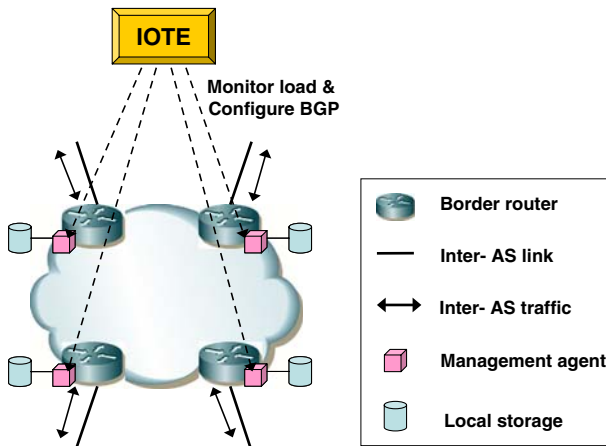 IOTE
Monitor load &
Configure BGP
Border router
Inter- AS link
Inter- AS traffic
Management agent
Local storage